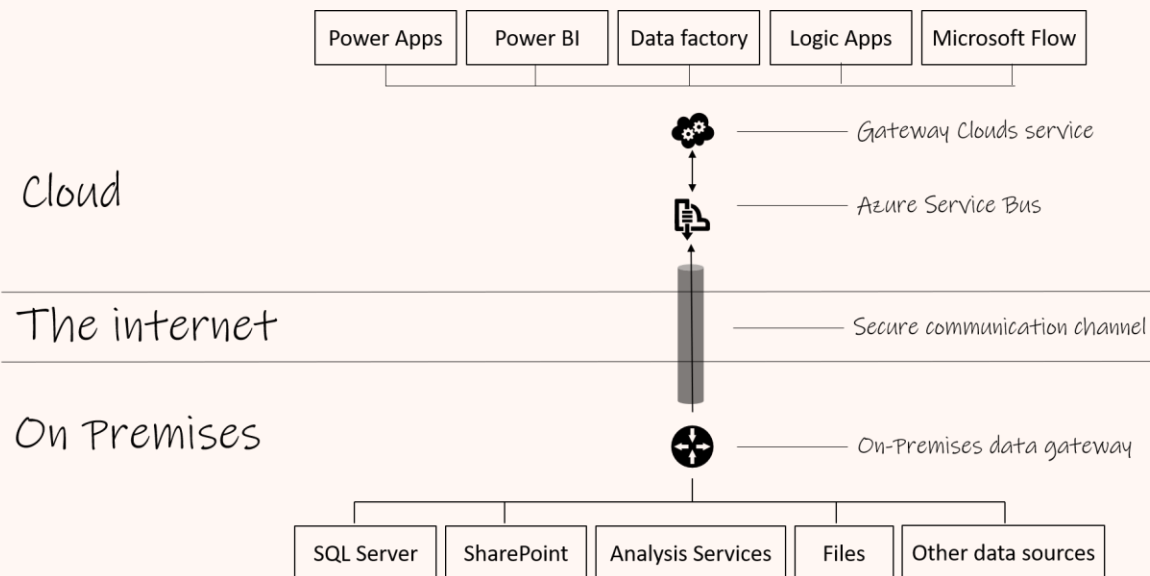 Power Apps
Power BI
Data factory
Logic Apps
Microsoft Flow
Gateway Clouds service
Cloud
Azure Service Bus
The internet
Secure communication channel
On Premises
On-Premises data gateway
SQL Server
SharePoint
Analysis Services
Files
Other data sources